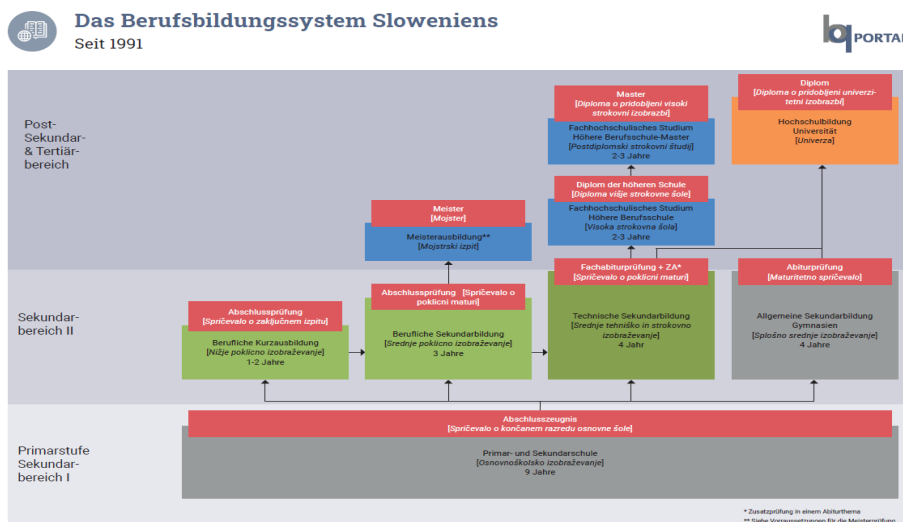 Das Berufsbildungssystem Sloweniens
Seit 1991
bq PORTAL
Post-
Sekundar-
& Tertiär-
bereich
Master
[Diploma o pridobljeni visoki
strokovni izobrazbi]
Fachhochschulisches Studium
Höhere Berufsschule-Master
[Postdiplomski strokovni študij]
2-3 Jahre
Diplom
[Diploma o pridobljeni univerzi-
tetni izobrazbi]
Hochschulbildung
Universität
[Univerza]
Diplom der höheren Schule
[Diploma višje strokovne šole]
Fachhochschulisches Studium
Höhere Berufsschule
[Visoka strokovna šola]
2-3 Jahre
Meister
[Mojster]
Meisterausbildung**
[Mojstrski izpit]
Sekundar-
bereich II
Abschlussprüfung
[Spričevalo o zaključnem izpitu]
Berufliche Kurzausbildung
[Nižje poklicno izobraževanje]
1-2 Jahre
Abschlussprüfung [Spričevalo o
poklicni maturi]
Berufliche Sekundarbildung
[Srednje poklicno izobraževanje]
3 Jahre
Fachabiturprüfung + ZA*
[Spričevalo o poklicni maturi]
Technische Sekundarbildung
[Srednje tehniško in strokovno
izobraževanje]
4 Jahr
Abiturprüfung
[Maturitetno spričevalo]
Allgemeine Sekundarbildung
Gymnasien
[Splošno srednje izobraževanje]
4 Jahre
Primarstufe
Sekundar-
bereich I
Abschlusszeugnis
[Spričevalo o končanem razredu osnovne šole]
Primar- und Sekundarschule
[Osnovnošolsko izobraževanje]
9 Jahre
* Zusatzprüfung in einem Abiturthema
** Siehe Vorraussetzungen für die Meisterprüfung